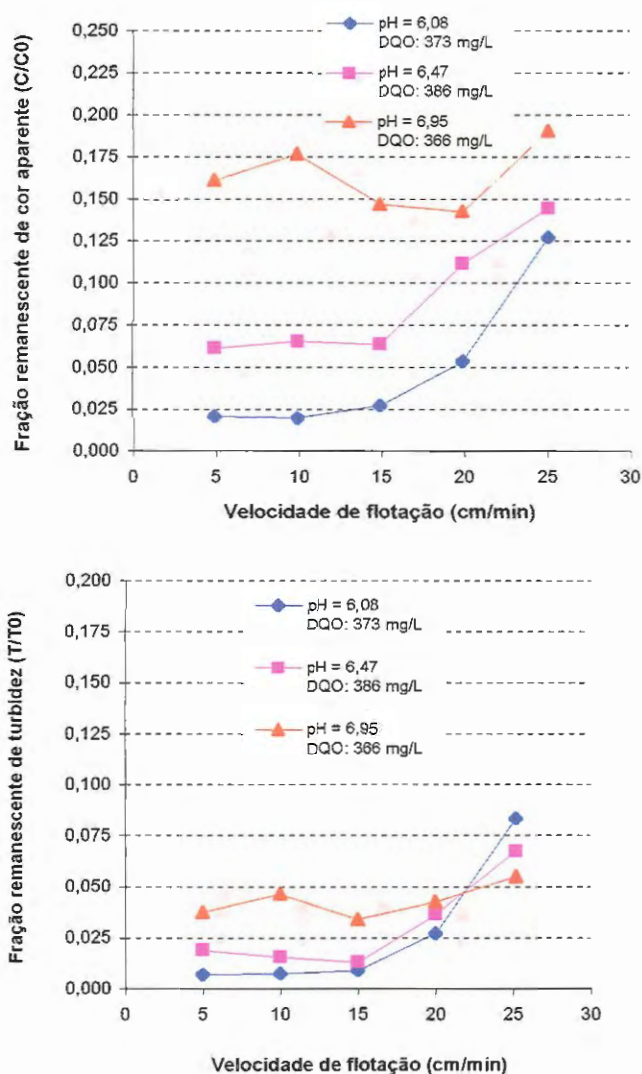 Fração remanescente de cor aparente (C/C0)
0,250
0,225
0,200
0,175
0,150
0,125
0,100
0,075
0,050
0,025
0,000
pH = 6,08
DQO: 373 mg/L
pH = 6,47
DQO: 386 mg/L
pH = 6,95
DQO: 366 mg/L
0 5 10 15 20 25 30
Velocidade de flotação (cm/min)
Fração remanescente de turbidez (T/T0)
0,200
0,175
0,150
0,125
0,100
0,075
0,050
0,025
0,000
pH = 6,08
DQO: 373 mg/L
pH = 6,47
DQO: 386 mg/L
pH = 6,95
DQO: 366 mg/L
0 5 10 15 20 25 30
Velocidade de flotação (cm/min)